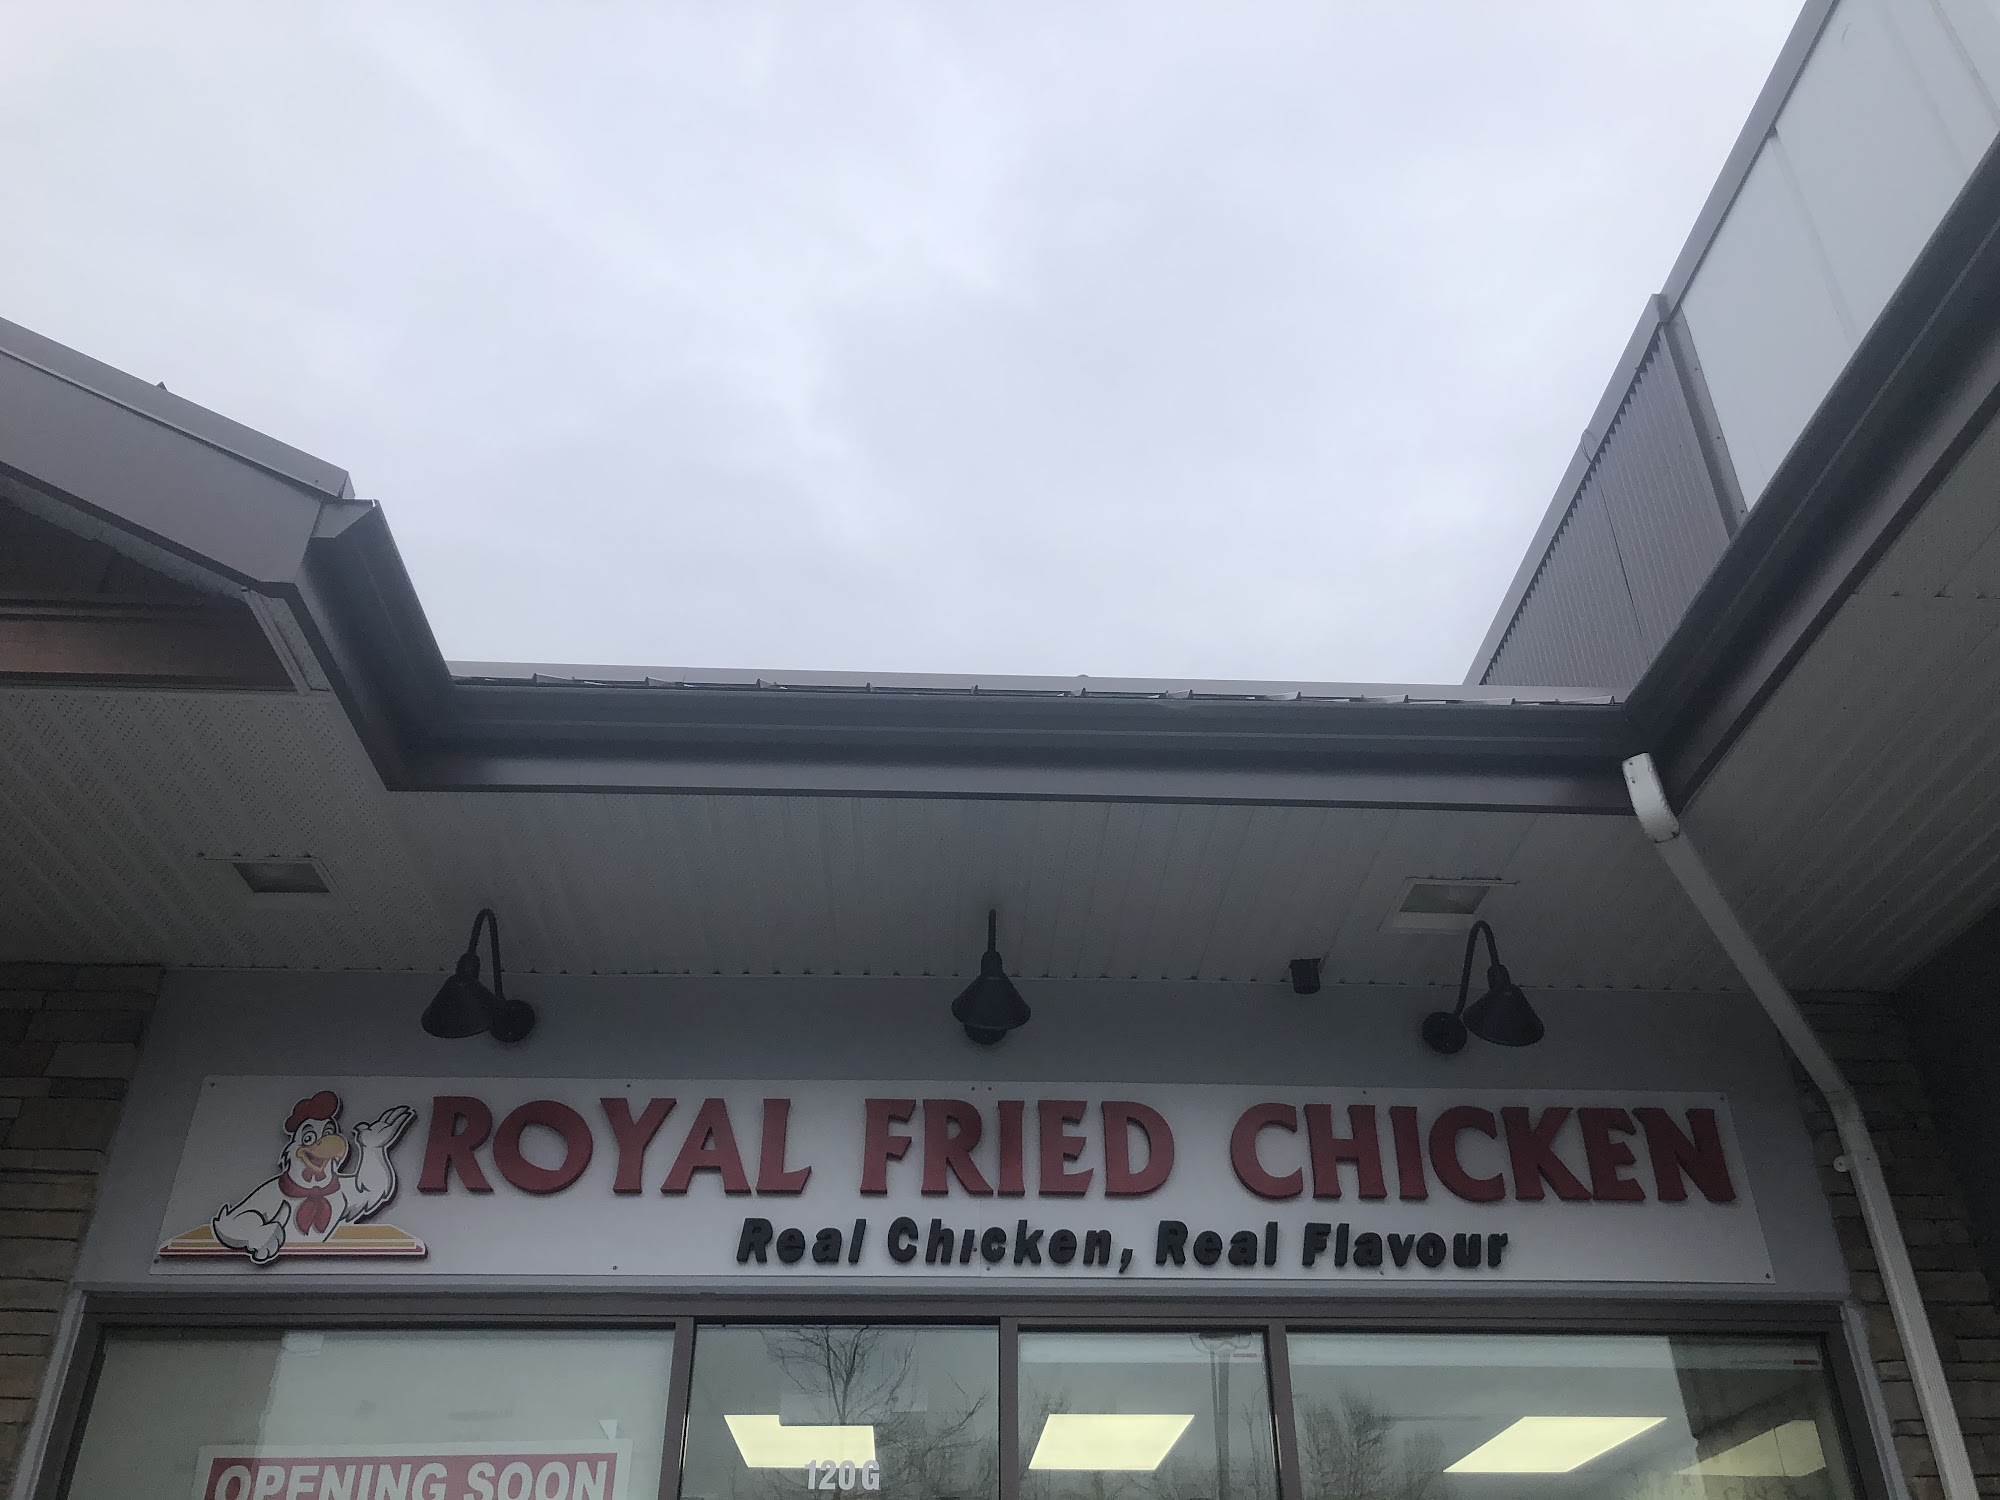 ROYAL FRIED CHICKEN
Real Chicken, Real Flavour
OPENING SOON
120G